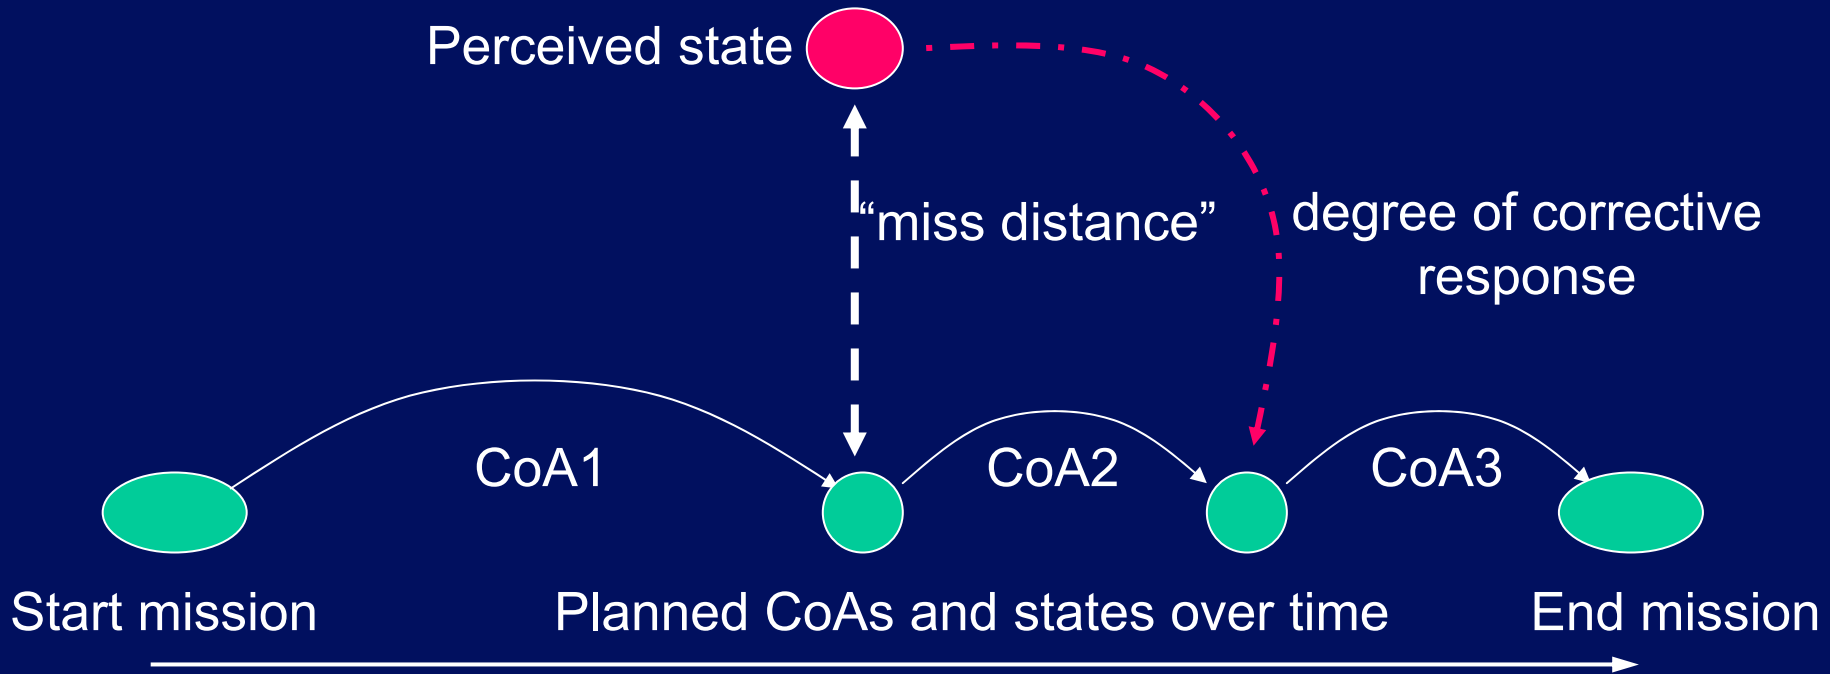 Perceived state
“miss distance”
degree of corrective
response
CoA1
CoA2
CoA3
Start mission
Planned CoAs and states over time
End mission